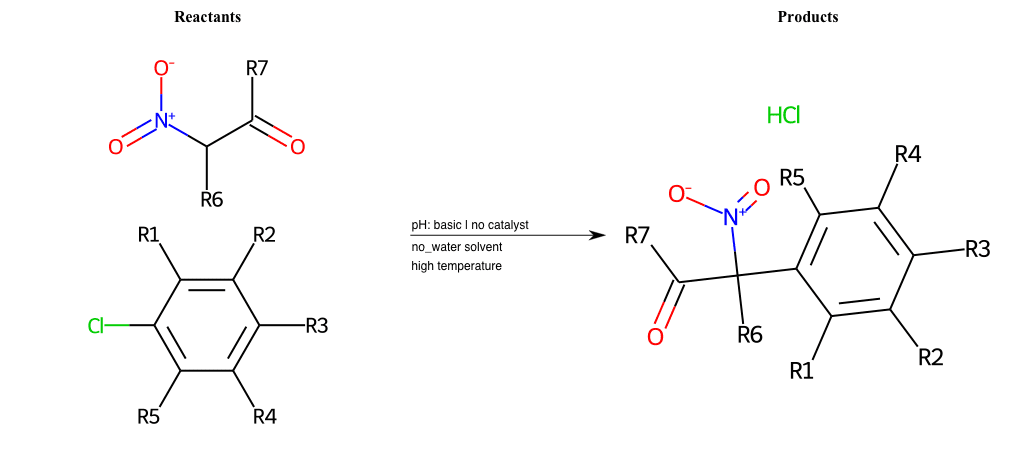 Reactants
Products
O-
R7
N+
O
O
R6
HCl
R4
R5
O
O-
N+
R7
R3
O
R6
R2
R1
R1
R2
Cl
R3
R5
R4
pH: basic | no catalyst
no_water solvent
high temperature